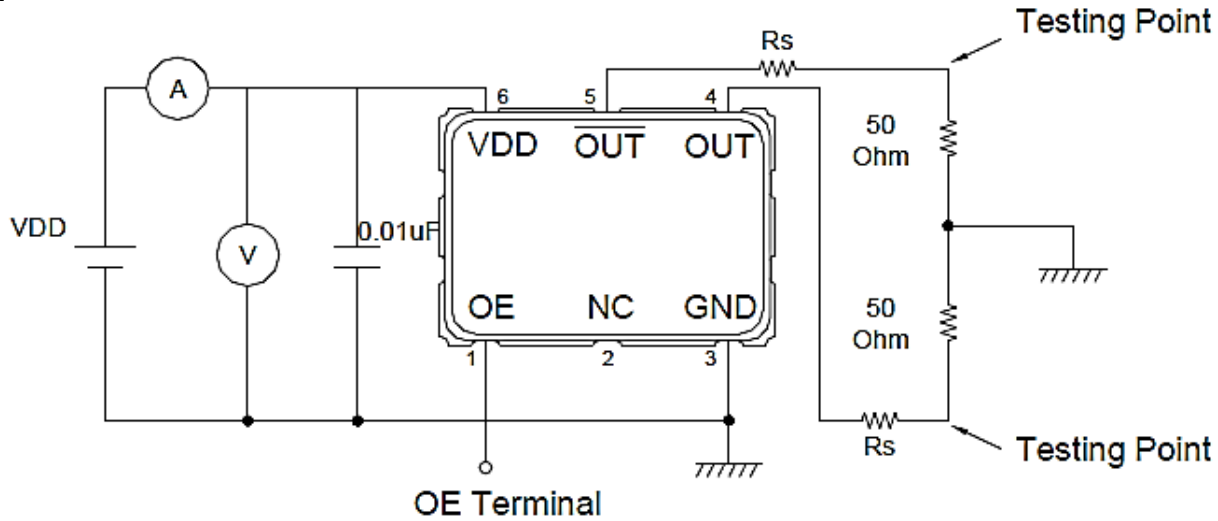 Testing Point
Rs
A
6 5 4
VDD OUT OUT
50
Ohm
VDD
V
0.01uF
OE NC GND
50
Ohm
1 2 3
Rs
Testing Point
OE Terminal